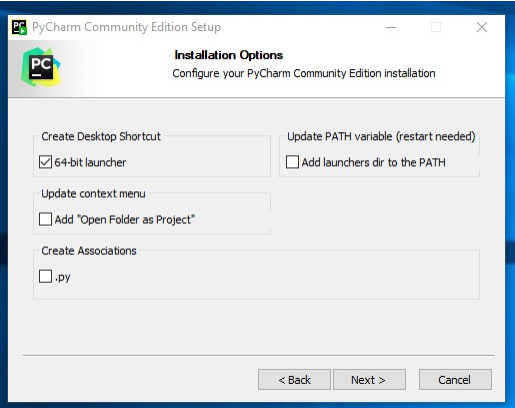 PC PyCharm Community Edition Setup
PC
Installation Options
Configure your PyCharm Community Edition installation
Create Desktop Shortcut
64-bit launcher
Update PATH variable (restart needed)
Add launchers dir to the PATH
Update context menu
Add "Open Folder as Project"
Create Associations
.py
< Back Next > Cancel